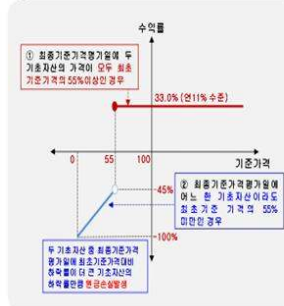 수익률
① 최종기준가격평가일에 두
기초자산의 가격이 모두 최초
기준가격의 55%이상인 경우
33.0% (연11% 수준)
0 55 100
기준가격
-45%
② 최종기준가격평가일에
어느 한 기초자산이라도
최초기준 가격의 55%
미만인 경우
-100%
두 기초자산 중 최종기준가격
평가일에 최초기준가격대비
하락률이 더 큰 기초자산의
하락률만큼 원금손실발생